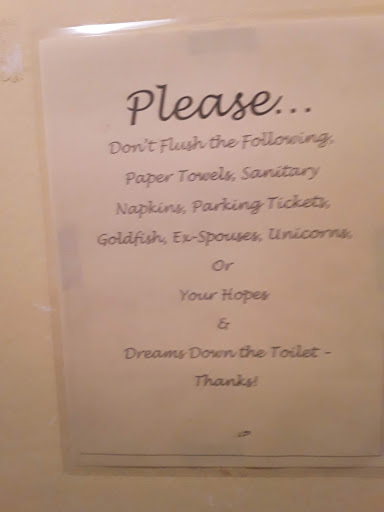 Please...
Don't Flush the Following,
Paper Towels, Sanitary
Napkins, Parking Tickets,
Goldfish, Ex-Spouses, Unicorns,
Or
Your Hopes
&
Dreams Down the Toilet -
Thanks!